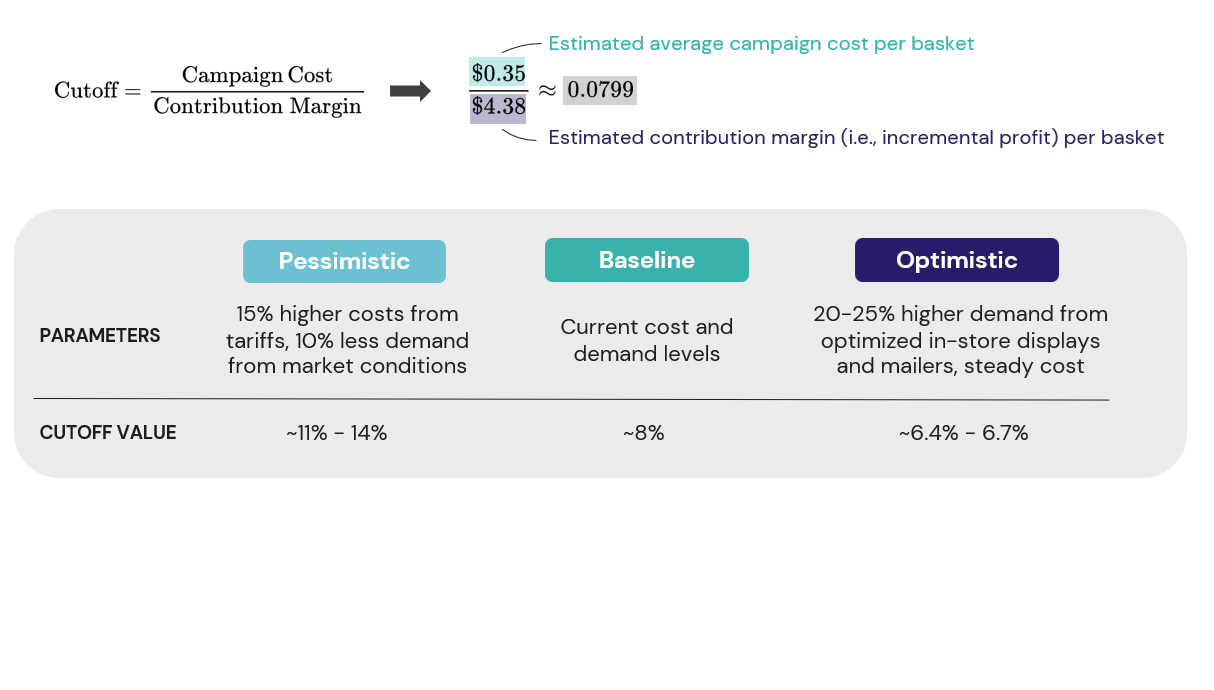 Estimated average campaign cost per basket
Cutoff = Campaign Cost / Contribution Margin
$0.35 / $4.38 ≈ 0.0799
Estimated contribution margin (i.e., incremental profit) per basket
Pessimistic
Baseline
Optimistic
PARAMETERS
15% higher costs from
tariffs, 10% less demand
from market conditions
Current cost and
demand levels
20-25% higher demand from
optimized in-store displays
and mailers, steady cost
CUTOFF VALUE
~11% - 14%
~8%
~6.4% - 6.7%